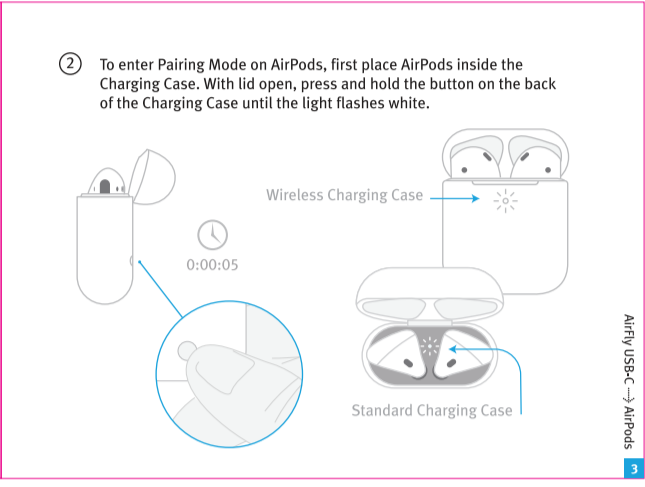 2 To enter Pairing Mode on AirPods, first place AirPods inside the
Charging Case. With lid open, press and hold the button on the back
of the Charging Case until the light flashes white.
Wireless Charging Case
0:00:05
Standard Charging Case
AirFly USB-C ⤑ AirPods
3